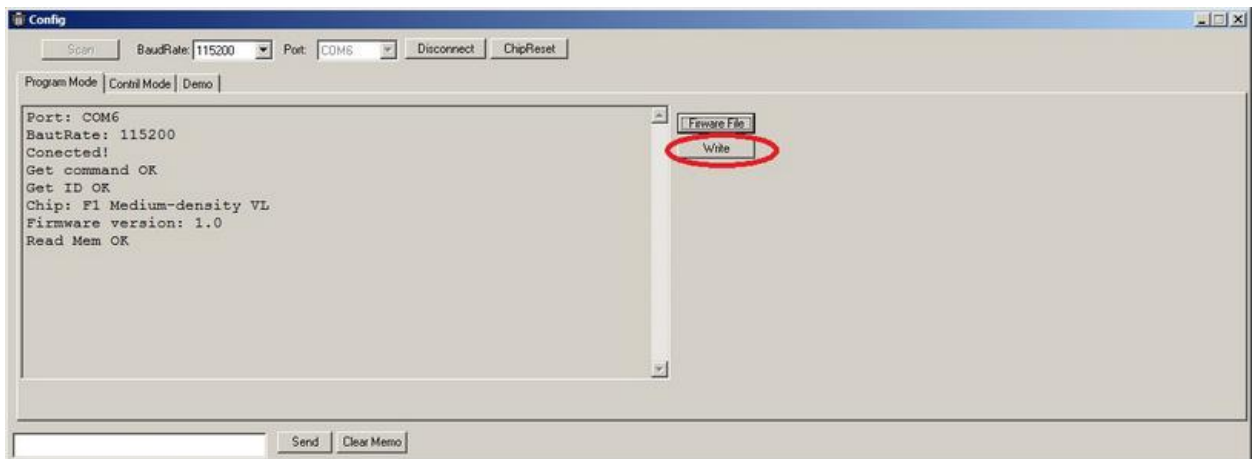 Config
Scan BaudRate: 115200 Port: COM6 Disconnect ChipReset
Program Mode Contril Mode Demo
Port: COM6
BautRate: 115200
Conected!
Get command OK
Get ID OK
Chip: F1 Medium-density VL
Firmware version: 1.0
Read Mem OK
Firware File
Write
Send Clear Memo